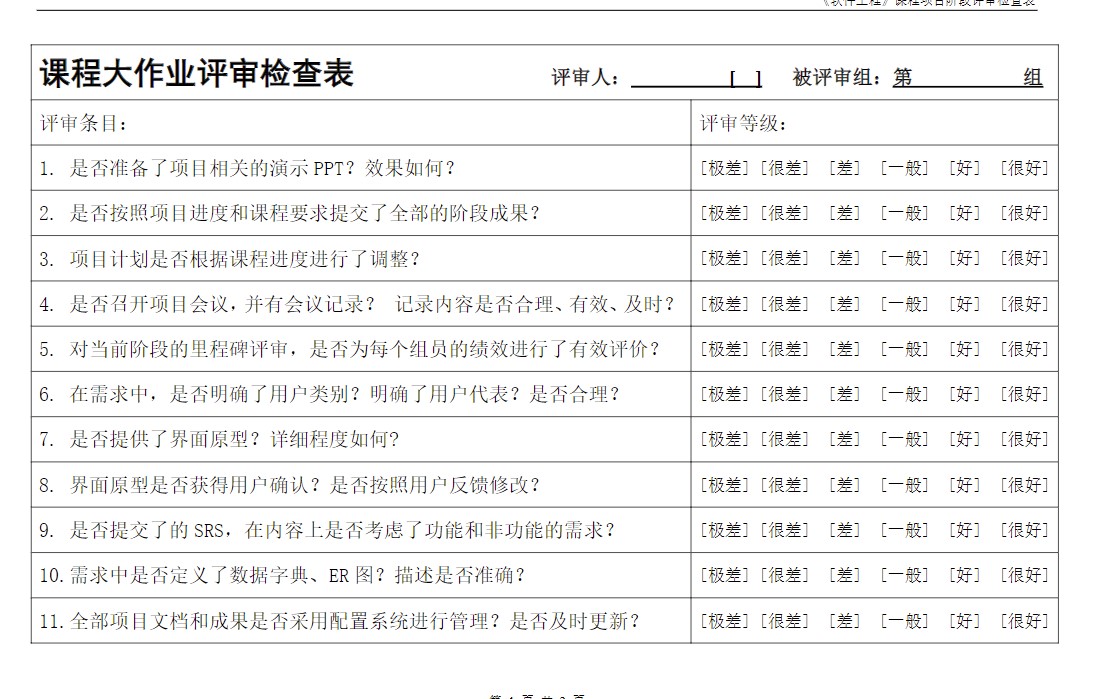 《软件工程》课程项目阶段评审检查表
课程大作业评审检查表 评审人：________[ ] 被评审组：第________组
评审条目： 评审等级：
1. 是否准备了项目相关的演示 PPT？效果如何？ [极差] [很差] [差] [一般] [好] [很好]
2. 是否按照项目进度和课程要求提交了全部的阶段成果？ [极差] [很差] [差] [一般] [好] [很好]
3. 项目计划是否根据课程进度进行了调整？ [极差] [很差] [差] [一般] [好] [很好]
4. 是否召开项目会议，并有会议记录？ 记录内容是否合理、有效、及时？ [极差] [很差] [差] [一般] [好] [很好]
5. 对当前阶段的里程碑评审，是否为每个组员的绩效进行了有效评价？ [极差] [很差] [差] [一般] [好] [很好]
6. 在需求中，是否明确了用户类别？明确了用户代表？是否合理？ [极差] [很差] [差] [一般] [好] [很好]
7. 是否提供了界面原型？详细程度如何? [极差] [很差] [差] [一般] [好] [很好]
8. 界面原型是否获得用户确认？是否按照用户反馈修改？ [极差] [很差] [差] [一般] [好] [很好]
9. 是否提交了的 SRS，在内容上是否考虑了功能和非功能的需求？ [极差] [很差] [差] [一般] [好] [很好]
10.需求中是否定义了数据字典、ER 图？描述是否准确？ [极差] [很差] [差] [一般] [好] [很好]
11.全部项目文档和成果是否采用配置系统进行管理？是否及时更新？ [极差] [很差] [差] [一般] [好] [很好]